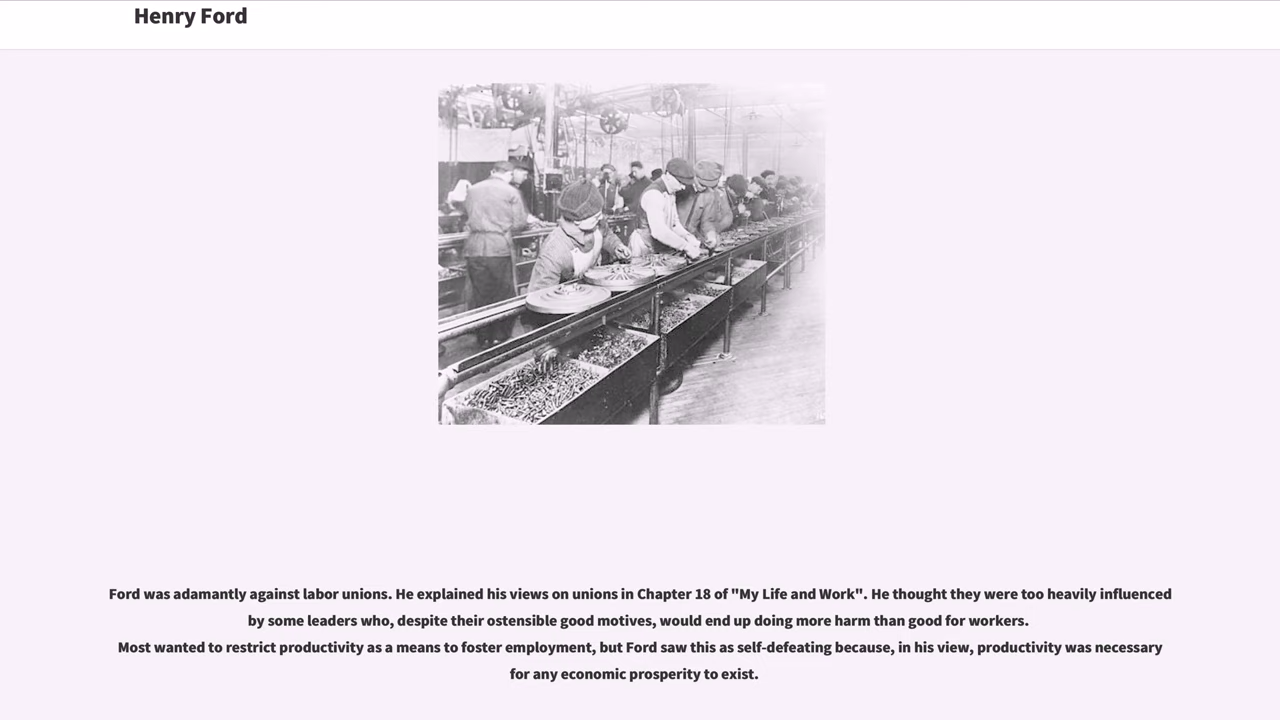 Henry Ford
Ford was adamantly against labor unions. He explained his views on unions in Chapter 18 of "My Life and Work". He thought they were too heavily influenced
by some leaders who, despite their ostensible good motives, would end up doing more harm than good for workers.
Most wanted to restrict productivity as a means to foster employment, but Ford saw this as self-defeating because, in his view, productivity was necessary
for any economic prosperity to exist.